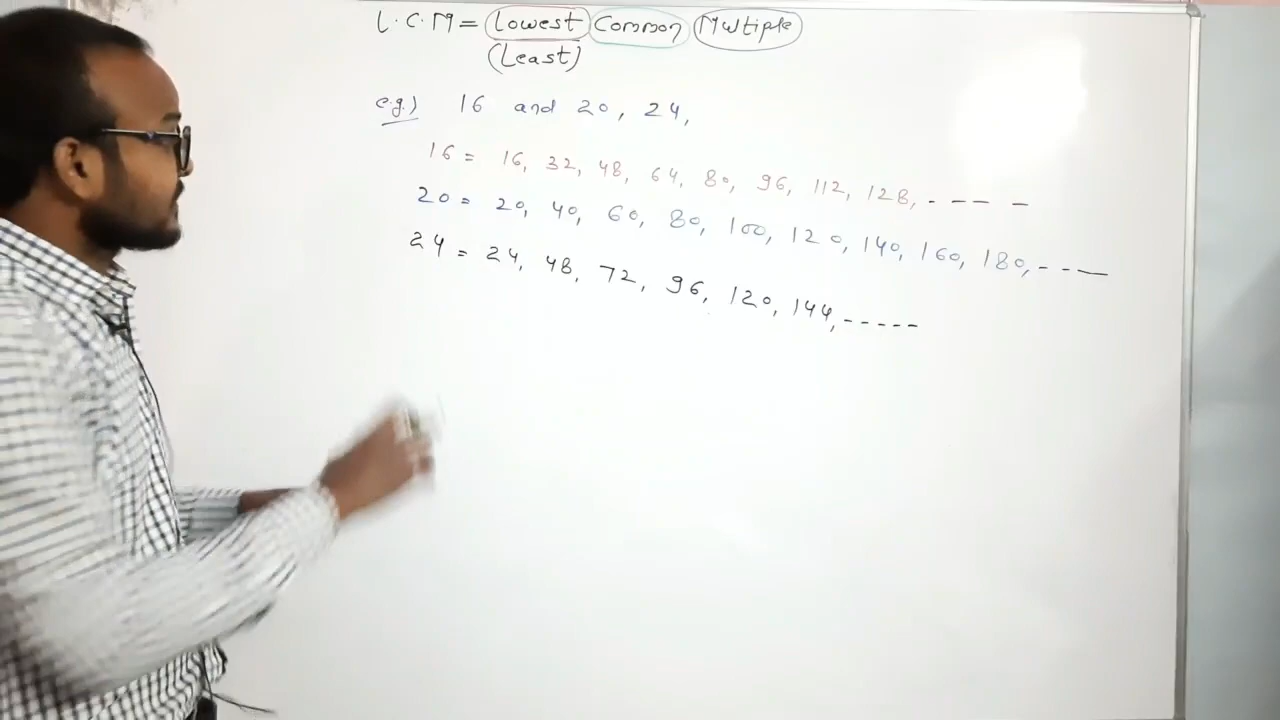 L.C.M = Lowest Common Multiple
(Least)
e.g.) 16 and 20, 24,
16 = 16, 32, 48, 64, 80, 96, 112, 128, - - - -
20 = 20, 40, 60, 80, 100, 120, 140, 160, 180, - - - -
24 = 24, 48, 72, 96, 120, 144, - - - - -